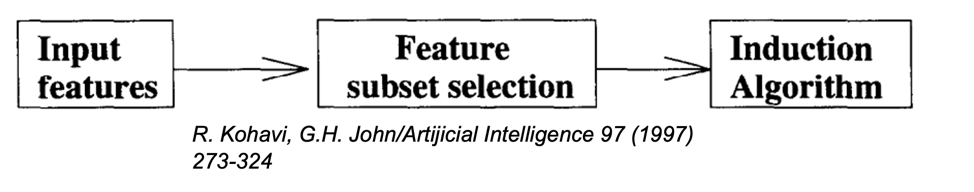 Input
features
Feature
subset selection
Induction
Algorithm
R. Kohavi, G.H. John/Artijicial Intelligence 97 (1997)
273-324